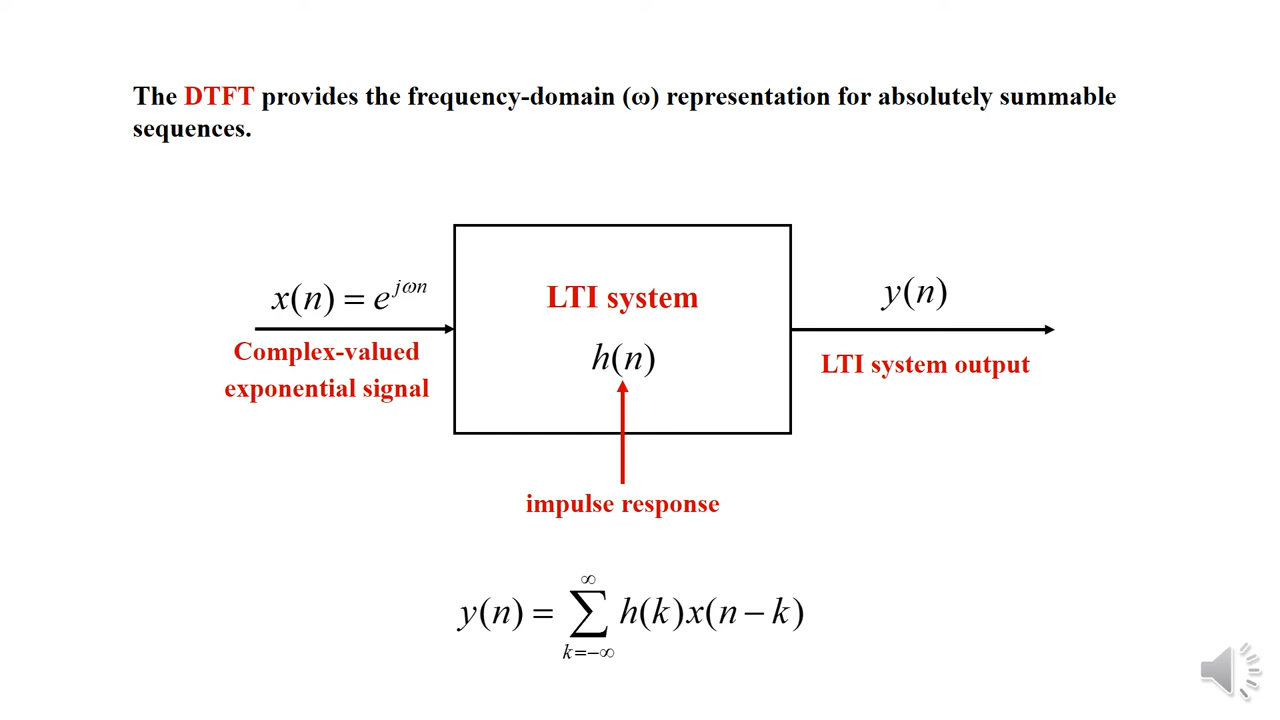 The DTFT provides the frequency-domain (ω) representation for absolutely summable
sequences.
x(n) = e^{jωn}
Complex-valued
exponential signal
LTI system
h(n)
y(n)
LTI system output
impulse response
y(n) = ∑_{k=−∞}^{∞} h(k)x(n − k)